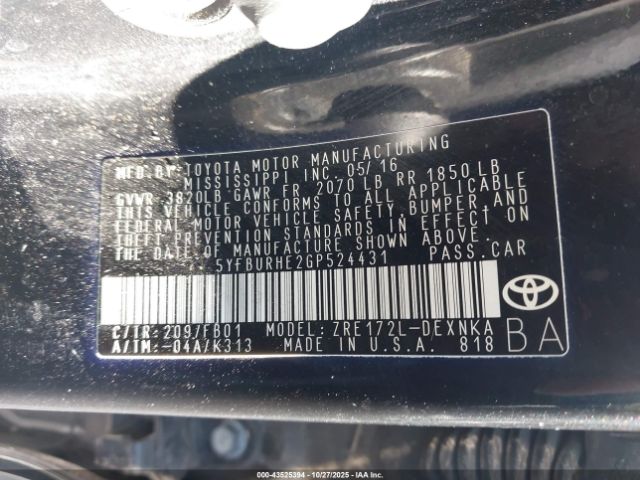 MFD. BY: TOYOTA MOTOR MANUFACTURING
MISSISSIPPI INC. 05/16
GVWR 3820LB GAWR FR 2070 LB RR 1850 LB
THIS VEHICLE CONFORMS TO ALL APPLICABLE
FEDERAL MOTOR VEHICLE SAFETY, BUMPER, AND
THEFT PREVENTION STANDARDS IN EFFECT ON
THE DATE OF MANUFACTURE SHOWN ABOVE.
5YFBURHE2GP524431 PASS. CAR
C/TR: 209/FB01 MODEL: ZRE172L-DEXNKA
A/TM: -04A/K313 MADE IN U.S.A. 818
BA
000-43525394 - 10/27/2025 - IAAI.COM